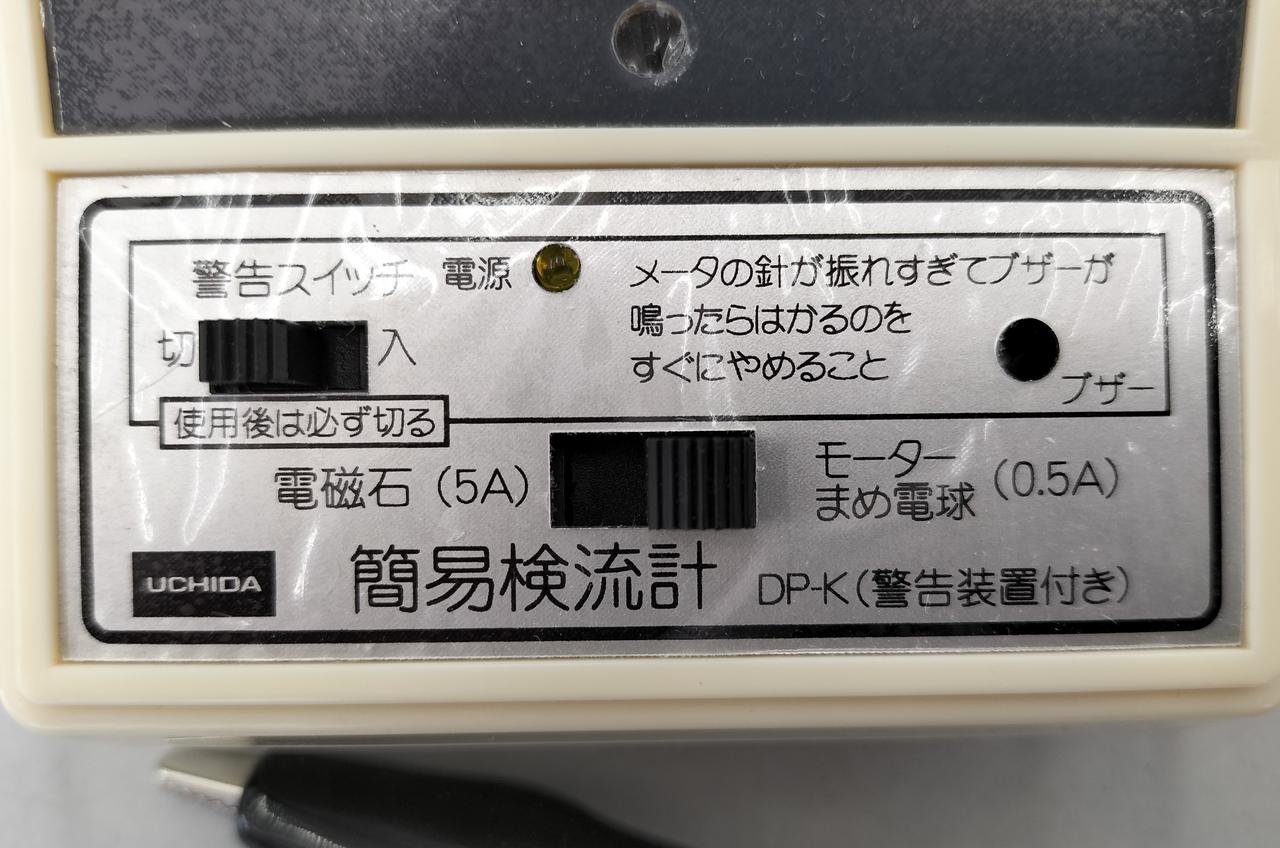 警告スイッチ 電源
メータの針が振れすぎてブザーが
鳴ったらはかるのを
すぐにやめること
切 入
ブザー
使用後は必ず切る
電磁石(5A)
モーター
まめ電球
(0.5A)
UCHIDA
簡易検流計 DP-K(警告装置付き)